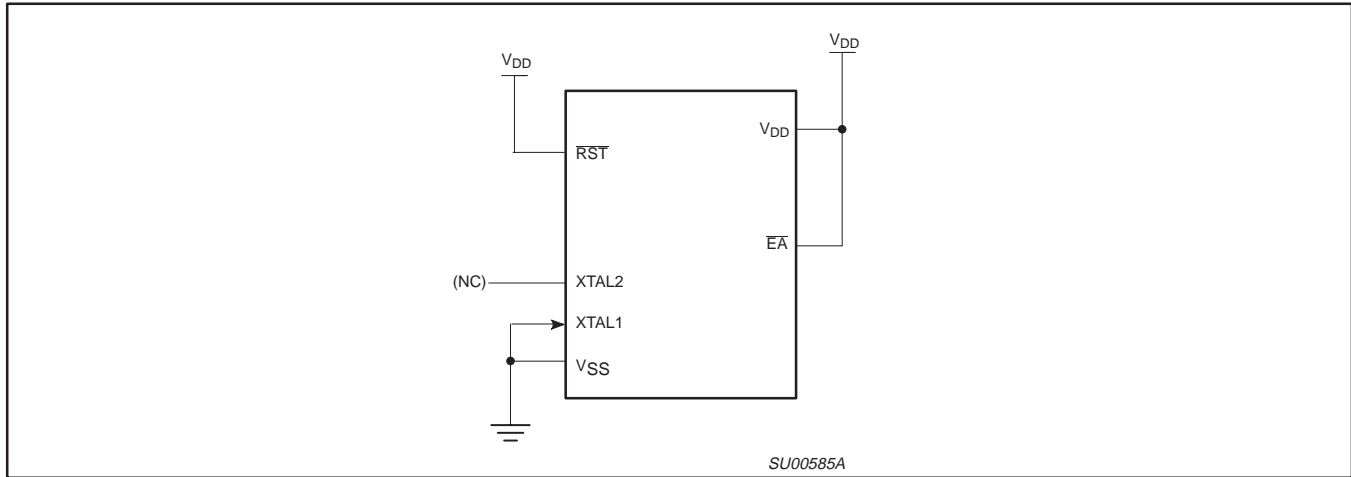 VDD
VDD
VDD
RST
EA
(NC) XTAL2
XTAL1
VSS
SU00585A